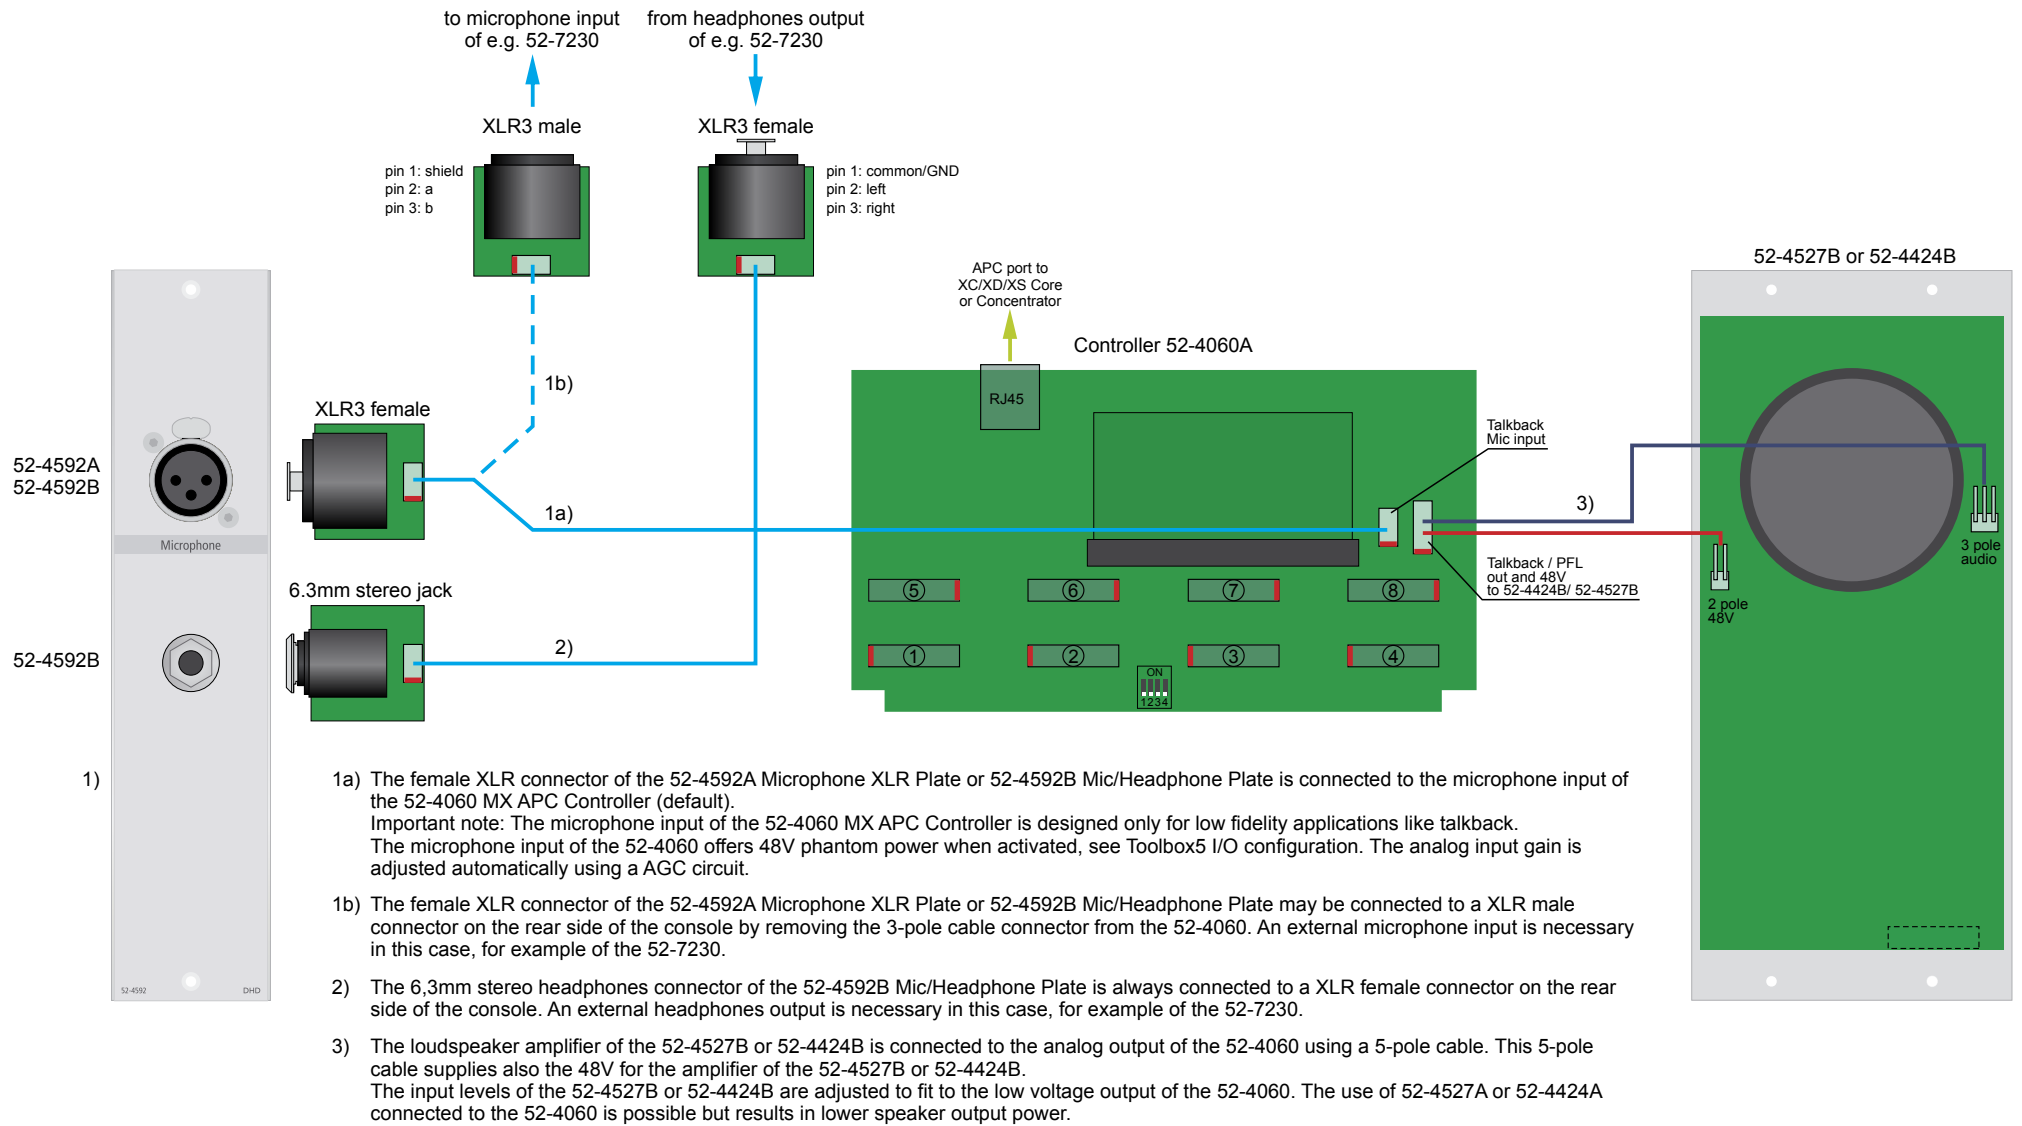 to microphone input
of e.g. 52-7230
from headphones output
of e.g. 52-7230
XLR3 male
XLR3 female
pin 1: shield
pin 2: a
pin 3: b
pin 1: common/GND
pin 2: left
pin 3: right
APC port to
XC/XD/XS Core
or Concentrator
52-4527B or 52-4424B
Controller 52-4060A
1b)
RJ45
XLR3 female
Talkback
Mic input
52-4592A
52-4592B
1a)
3)
Microphone
3 pole
audio
Talkback / PFL
out and 48V
to 52-4424B/ 52-4527B
6.3mm stereo jack
5
6
7
8
2 pole
48V
52-4592B
2)
1
2
3
4
ON
1234
1)
52-4592
DHD
1a) The female XLR connector of the 52-4592A Microphone XLR Plate or 52-4592B Mic/Headphone Plate is connected to the microphone input of
the 52-4060 MX APC Controller (default).
Important note: The microphone input of the 52-4060 MX APC Controller is designed only for low fidelity applications like talkback.
The microphone input of the 52-4060 offers 48V phantom power when activated, see Toolbox5 I/O configuration. The analog input gain is
adjusted automatically using a AGC circuit.
1b) The female XLR connector of the 52-4592A Microphone XLR Plate or 52-4592B Mic/Headphone Plate may be connected to a XLR male
connector on the rear side of the console by removing the 3-pole cable connector from the 52-4060. An external microphone input is necessary
in this case, for example of the 52-7230.
2) The 6,3mm stereo headphones connector of the 52-4592B Mic/Headphone Plate is always connected to a XLR female connector on the rear
side of the console. An external headphones output is necessary in this case, for example of the 52-7230.
3) The loudspeaker amplifier of the 52-4527B or 52-4424B is connected to the analog output of the 52-4060 using a 5-pole cable. This 5-pole
cable supplies also the 48V for the amplifier of the 52-4527B or 52-4424B.
The input levels of the 52-4527B or 52-4424B are adjusted to fit to the low voltage output of the 52-4060. The use of 52-4527A or 52-4424A
connected to the 52-4060 is possible but results in lower speaker output power.